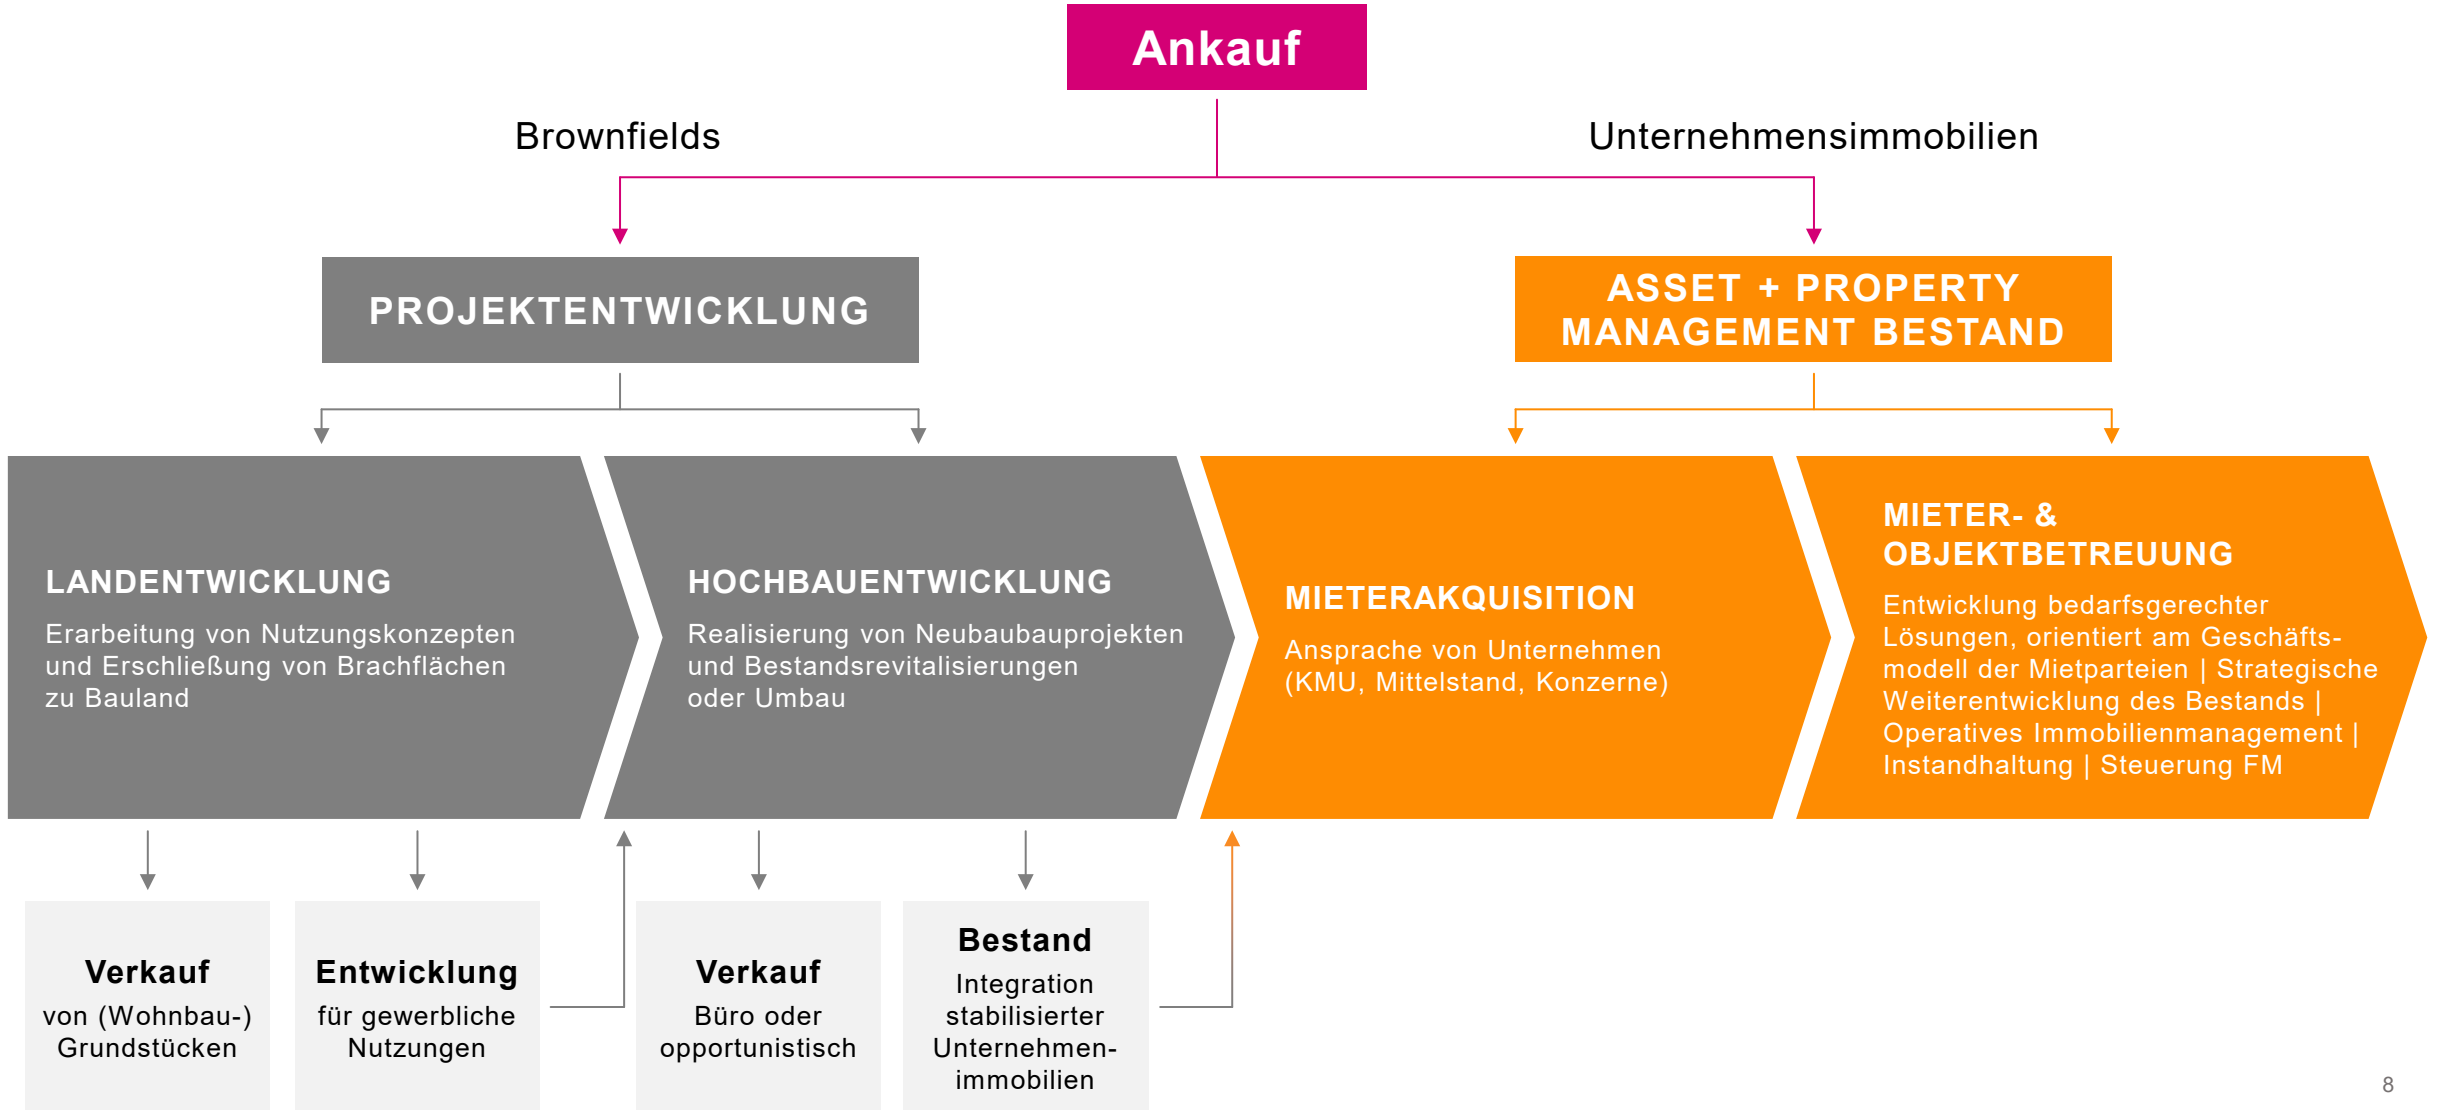 Ankauf
Brownfields
Unternehmensimmobilien
PROJEKTENTWICKLUNG
ASSET + PROPERTY
MANAGEMENT BESTAND
LANDENTWICKLUNG
Erarbeitung von Nutzungskonzepten
und Erschließung von Brachflächen
zu Bauland
HOCHBAUENTWICKLUNG
Realisierung von Neubaubauprojekten
und Bestandsrevitalisierungen
oder Umbau
MIETERAKQUISITION
Ansprache von Unternehmen
(KMU, Mittelstand, Konzerne)
MIETER- &
OBJEKTBETREUUNG
Entwicklung bedarfsgerechter
Lösungen, orientiert am Geschäfts-
modell der Mietparteien | Strategische
Weiterentwicklung des Bestands |
Operatives Immobilienmanagement |
Instandhaltung | Steuerung FM
Verkauf
von (Wohnbau-)
Grundstücken
Entwicklung
für gewerbliche
Nutzungen
Verkauf
Büro oder
opportunistisch
Bestand
Integration
stabilisierter
Unternehmen-
immobilien
8